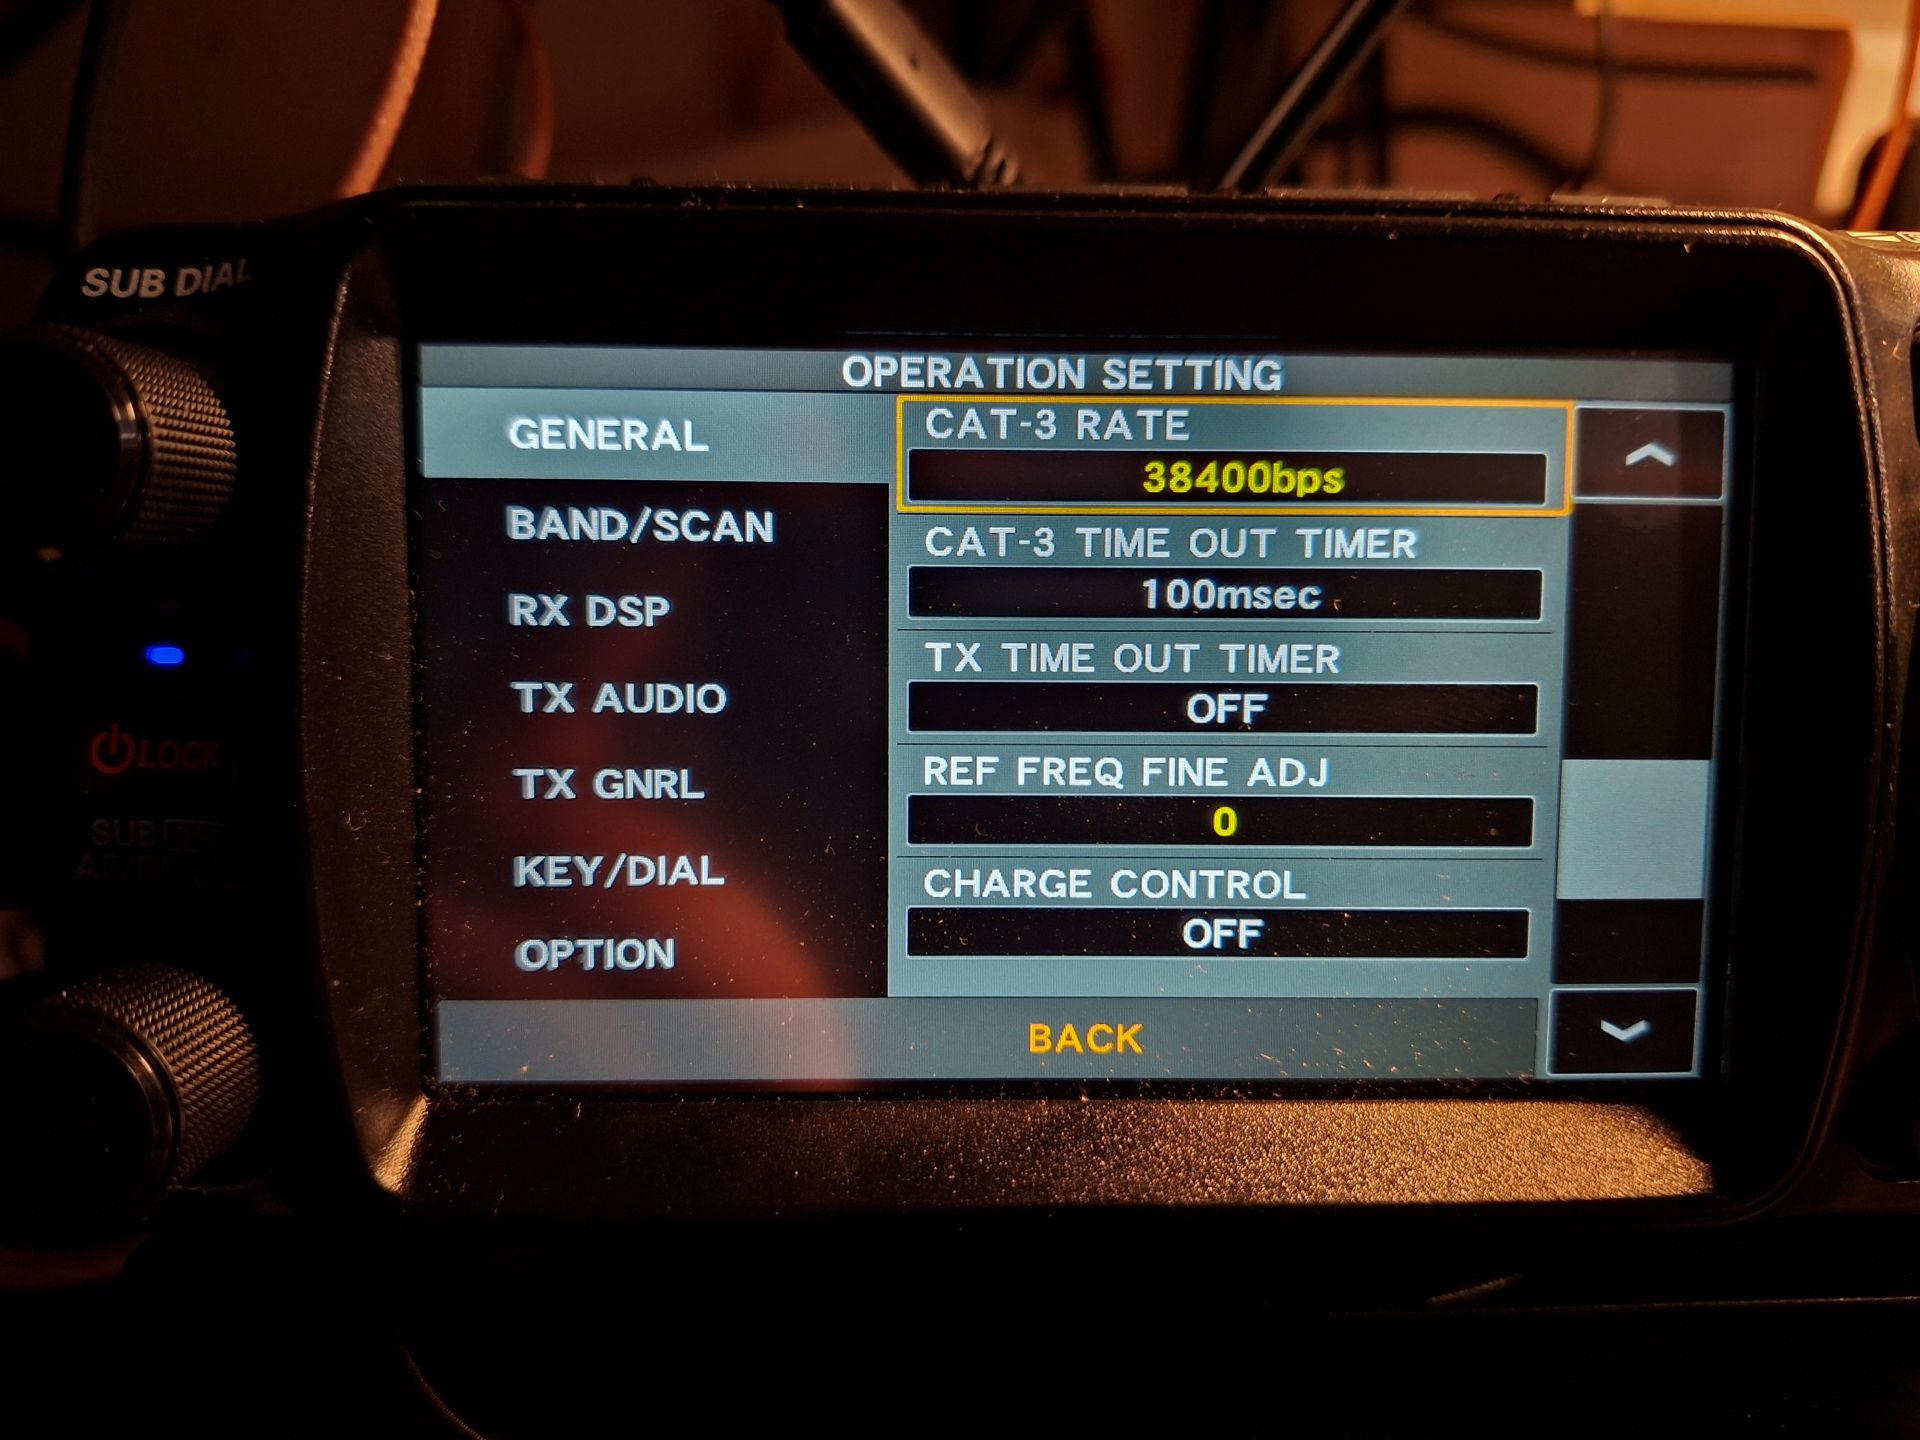 SUB DIAL
OPERATION SETTING
GENERAL
BAND/SCAN
RX DSP
TX AUDIO
TX GNRL
KEY/DIAL
OPTION
CAT-3 RATE
38400bps
CAT-3 TIME OUT TIMER
100msec
TX TIME OUT TIMER
OFF
REF FREQ FINE ADJ
0
CHARGE CONTROL
OFF
BACK
LOCK
SUB